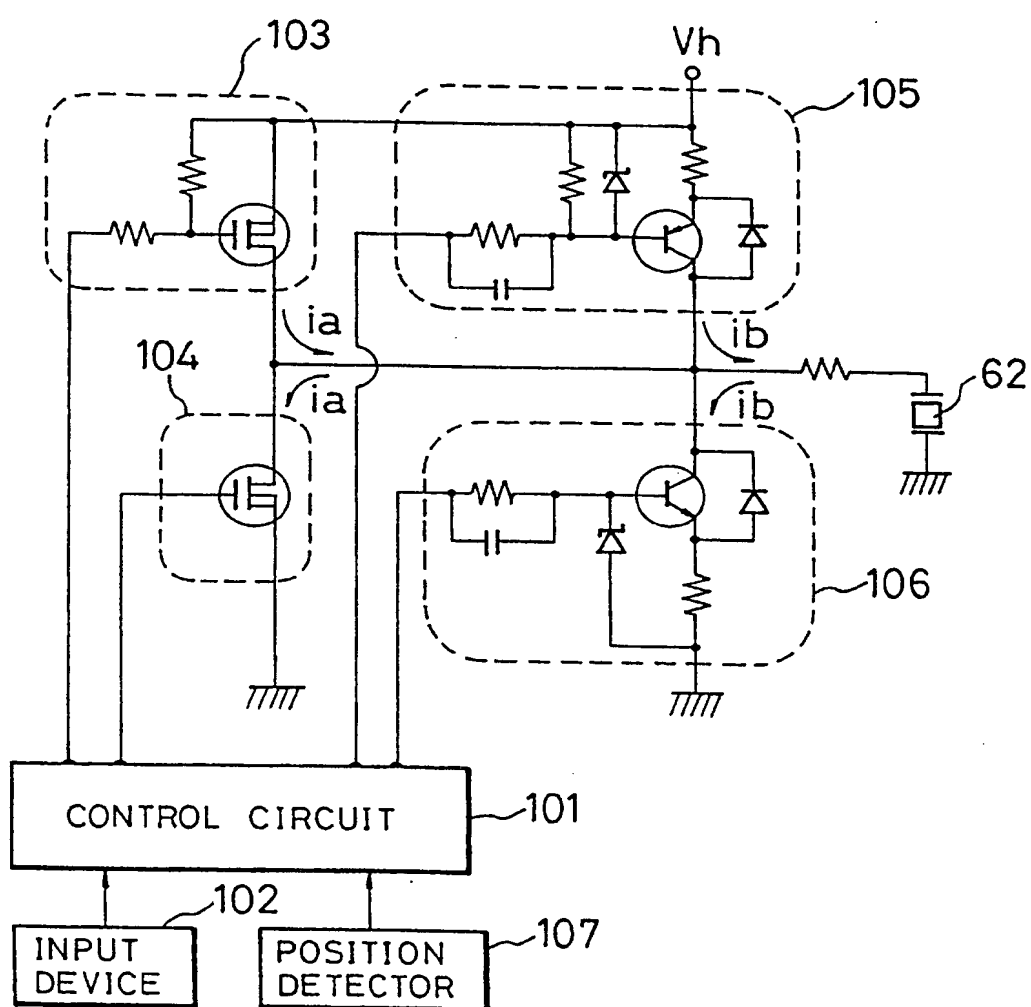 103
Vh
105
ia
ib
104
ia
ib
62
106
CONTROL CIRCUIT
101
102
107
INPUT
DEVICE
POSITION
DETECTOR